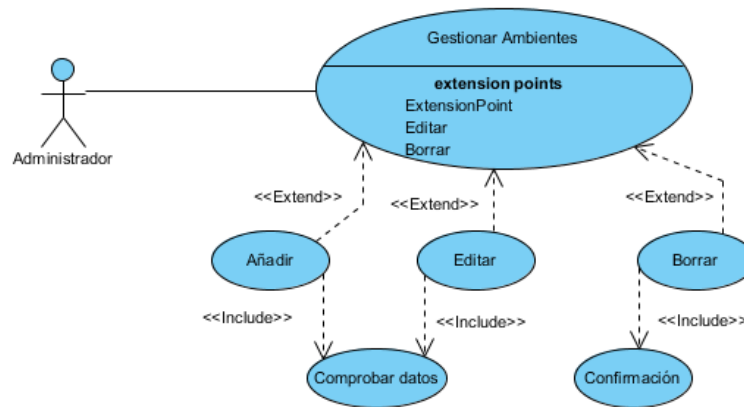 Gestionar Ambientes
extension points
ExtensionPoint
Editar
Borrar
Administrador
<<Extend>>
<<Extend>>
<<Extend>>
Añadir
Editar
Borrar
<<Include>>
<<Include>>
<<Include>>
Comprobar datos
Confirmación